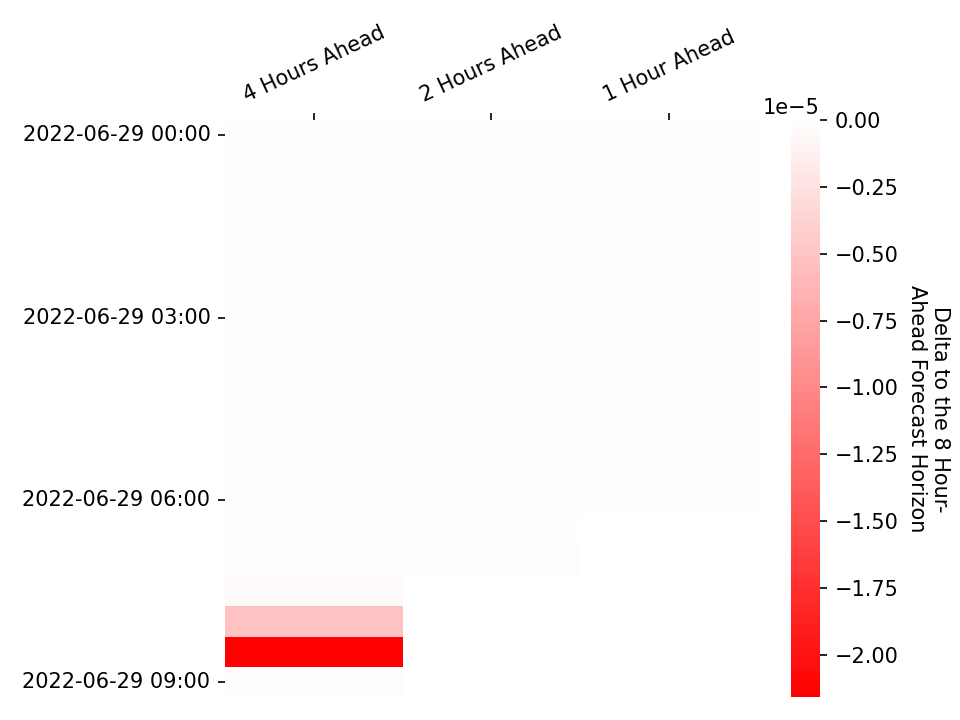 4 Hours Ahead
2 Hours Ahead
1 Hour Ahead
2022-06-29 00:00
2022-06-29 03:00
2022-06-29 06:00
2022-06-29 09:00
1e−5
0.00
−0.25
−0.50
−0.75
−1.00
−1.25
−1.50
−1.75
−2.00
Delta to the 8 Hour-
Ahead Forecast Horizon